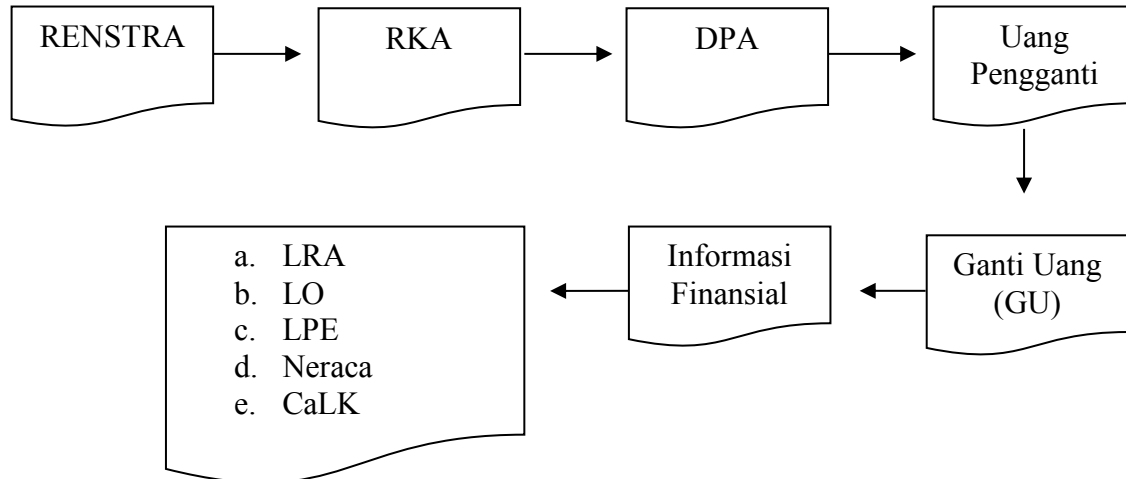 RENSTRA
RKA
DPA
Uang
Pengganti
Ganti Uang
(GU)
Informasi
Finansial
a. LRA
b. LO
c. LPE
d. Neraca
e. CaLK